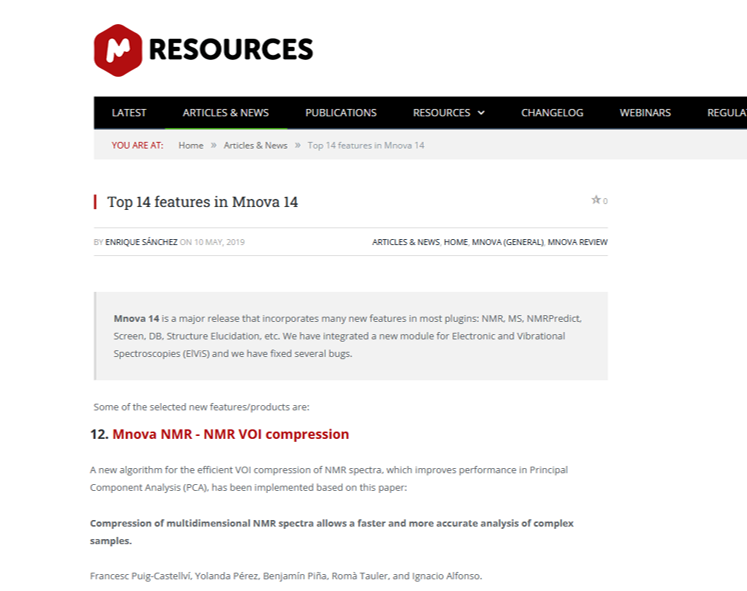 RESOURCES
LATEST ARTICLES & NEWS PUBLICATIONS RESOURCES CHANGELOG WEBINARS
YOU ARE AT: Home » Articles & News » Top 14 features in Mnova 14
Top 14 features in Mnova 14 0
BY ENRIQUE SÁNCHEZ ON 10 MAY, 2019 ARTICLES & NEWS, HOME, MNOVA (GENERAL), MNOVA REVIEW
Mnova 14 is a major release that incorporates many new features in most plugins: NMR, MS, NMRPredict,
Screen, DB, Structure Elucidation, etc. We have integrated a new module for Electronic and Vibrational
Spectroscopies (ElViS) and we have fixed several bugs.
Some of the selected new features/products are:
12. Mnova NMR - NMR VOI compression
A new algorithm for the efficient VOI compression of NMR spectra, which improves performance in Principal
Component Analysis (PCA), has been implemented based on this paper:
Compression of multidimensional NMR spectra allows a faster and more accurate analysis of complex
samples.
Francesc Puig-Castellví, Yolanda Pérez, Benjamín Piña, Romà Tauler, and Ignacio Alfonso.